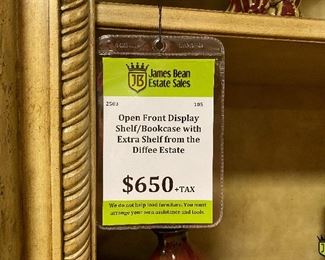 JB
James Bean
Estate Sales
2503 105
Open Front Display
Shelf/Bookcase with
Extra Shelf from the
Diffee Estate
$650+TAX
We do not help load furniture. You must
arrange your own assistance and tools.